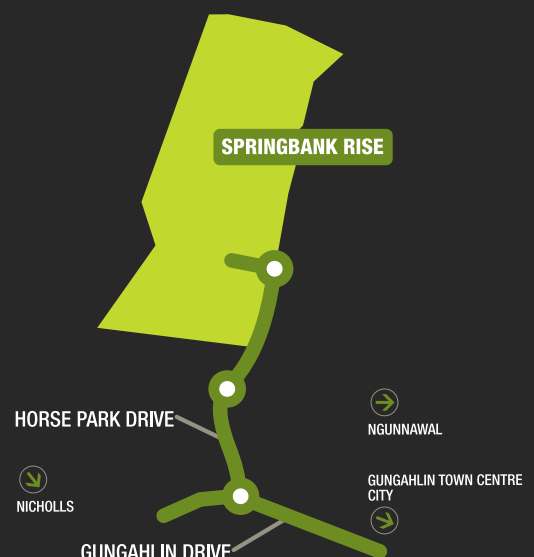 SPRINGBANK RISE
HORSE PARK DRIVE
NGUNNAWAL
NICHOLLS
GUNGAHLIN TOWN CENTRE
CITY
GUNGAHLIN DRIVE